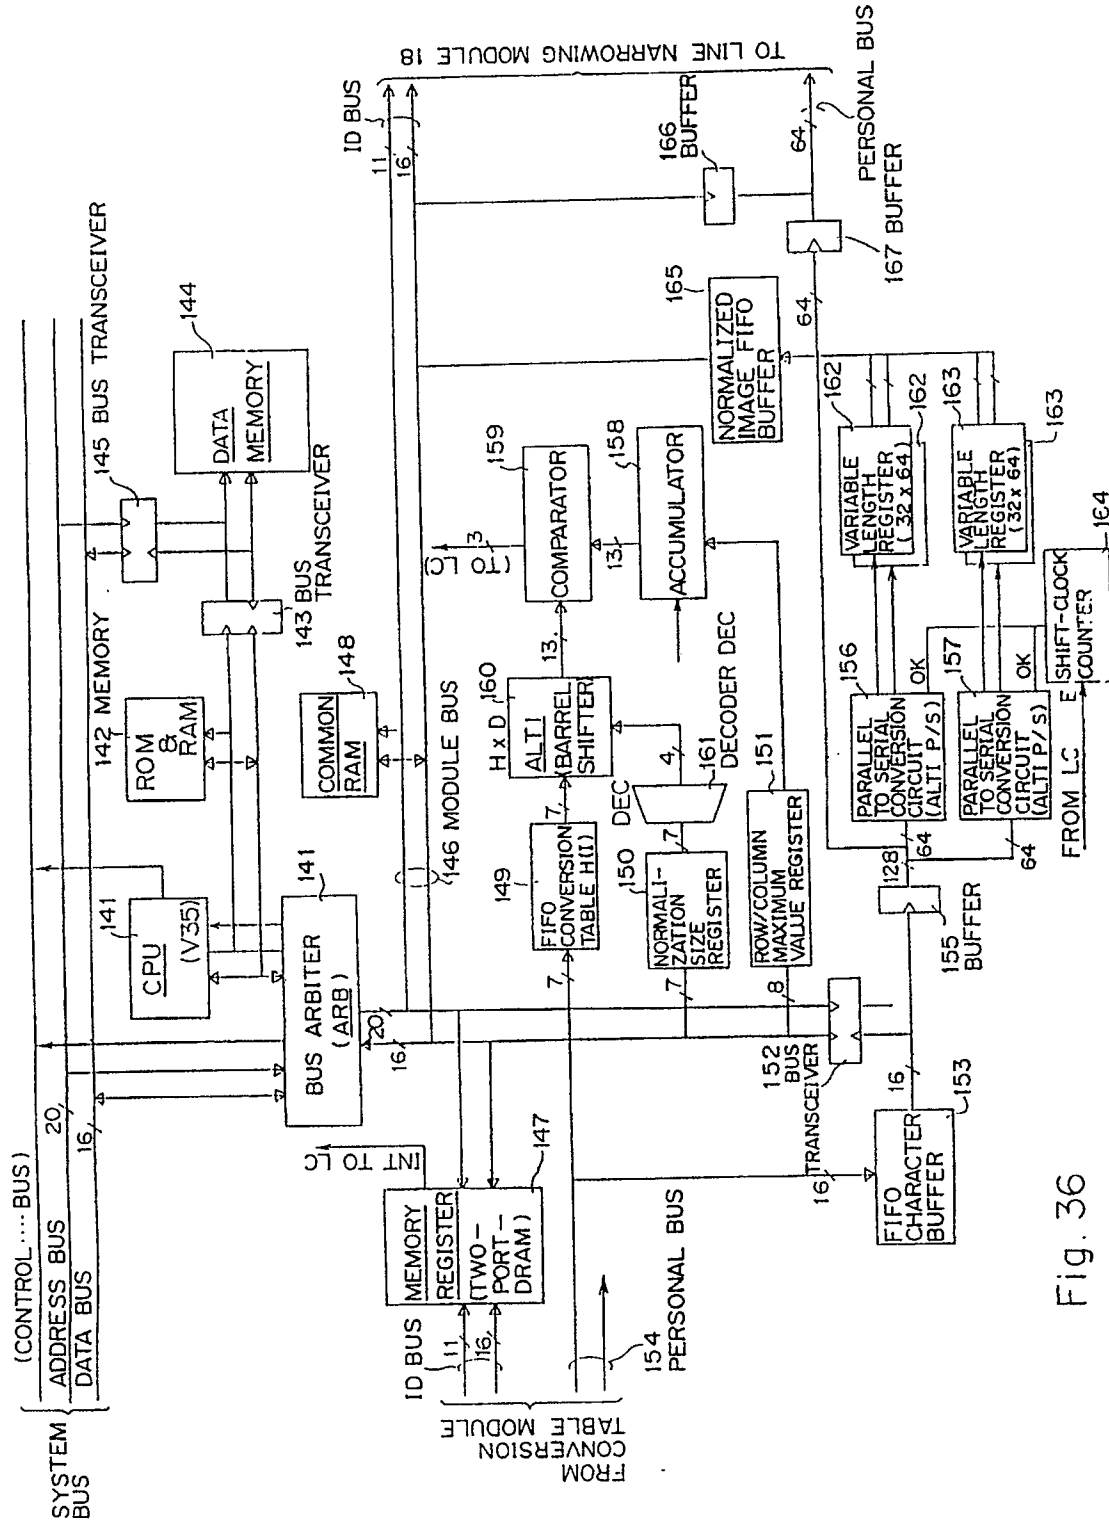 (CONTROL····BUS)
SYSTEM BUS
ADDRESS BUS
DATA BUS
20
16
141
CPU
(V35)
141
BUS ARBITER
(ARB)
20
16
142 MEMORY
ROM &
RAM
143 BUS
TRANSCEIVER
144
DATA
MEMORY
145 BUS TRANSCEIVER
148
COMMON
RAM
146 MODULE BUS
ID BUS
11
16
TO LINE NARROWING MODULE 18
INT TO LC
MEMORY
REGISTER
(TWO-
PORT-
DRAM)
147
ID BUS
11
16
FROM
CONVERSION
TABLE MODULE
154
PERSONAL BUS
149
FIFO
CONVERSION
TABLE H(I)
7
7
H x D
160
ALTI
(BARREL
SHIFTER)
13
159
COMPARATOR
3
(TO LC)
13
158
ACCUMULATOR
150
NORMALI-
ZATION
SIZE
REGISTER
7
7
DEC
4
161
DECODER DEC
151
ROW/COLUMN
MAXIMUM
VALUE REGISTER
8
152 BUS
TRANSCEIVER
16
FIFO
CHARACTER
BUFFER
153
16
155
BUFFER
128
64
64
156
PARALLEL
TO SERIAL
CONVERSION
CIRCUIT
(ALTI P/S)
OK
157
PARALLEL
TO SERIAL
CONVERSION
CIRCUIT
(ALTI P/S)
OK
162
VARIABLE
LENGTH
REGISTER
(32 x 64)
162
163
VARIABLE
LENGTH
REGISTER
(32 x 64)
163
FROM LC E
SHIFT-CLOCK
COUNTER
164
165
NORMALIZED
IMAGE FIFO
BUFFER
166
BUFFER
64
167 BUFFER
64
PERSONAL BUS
Fig. 36